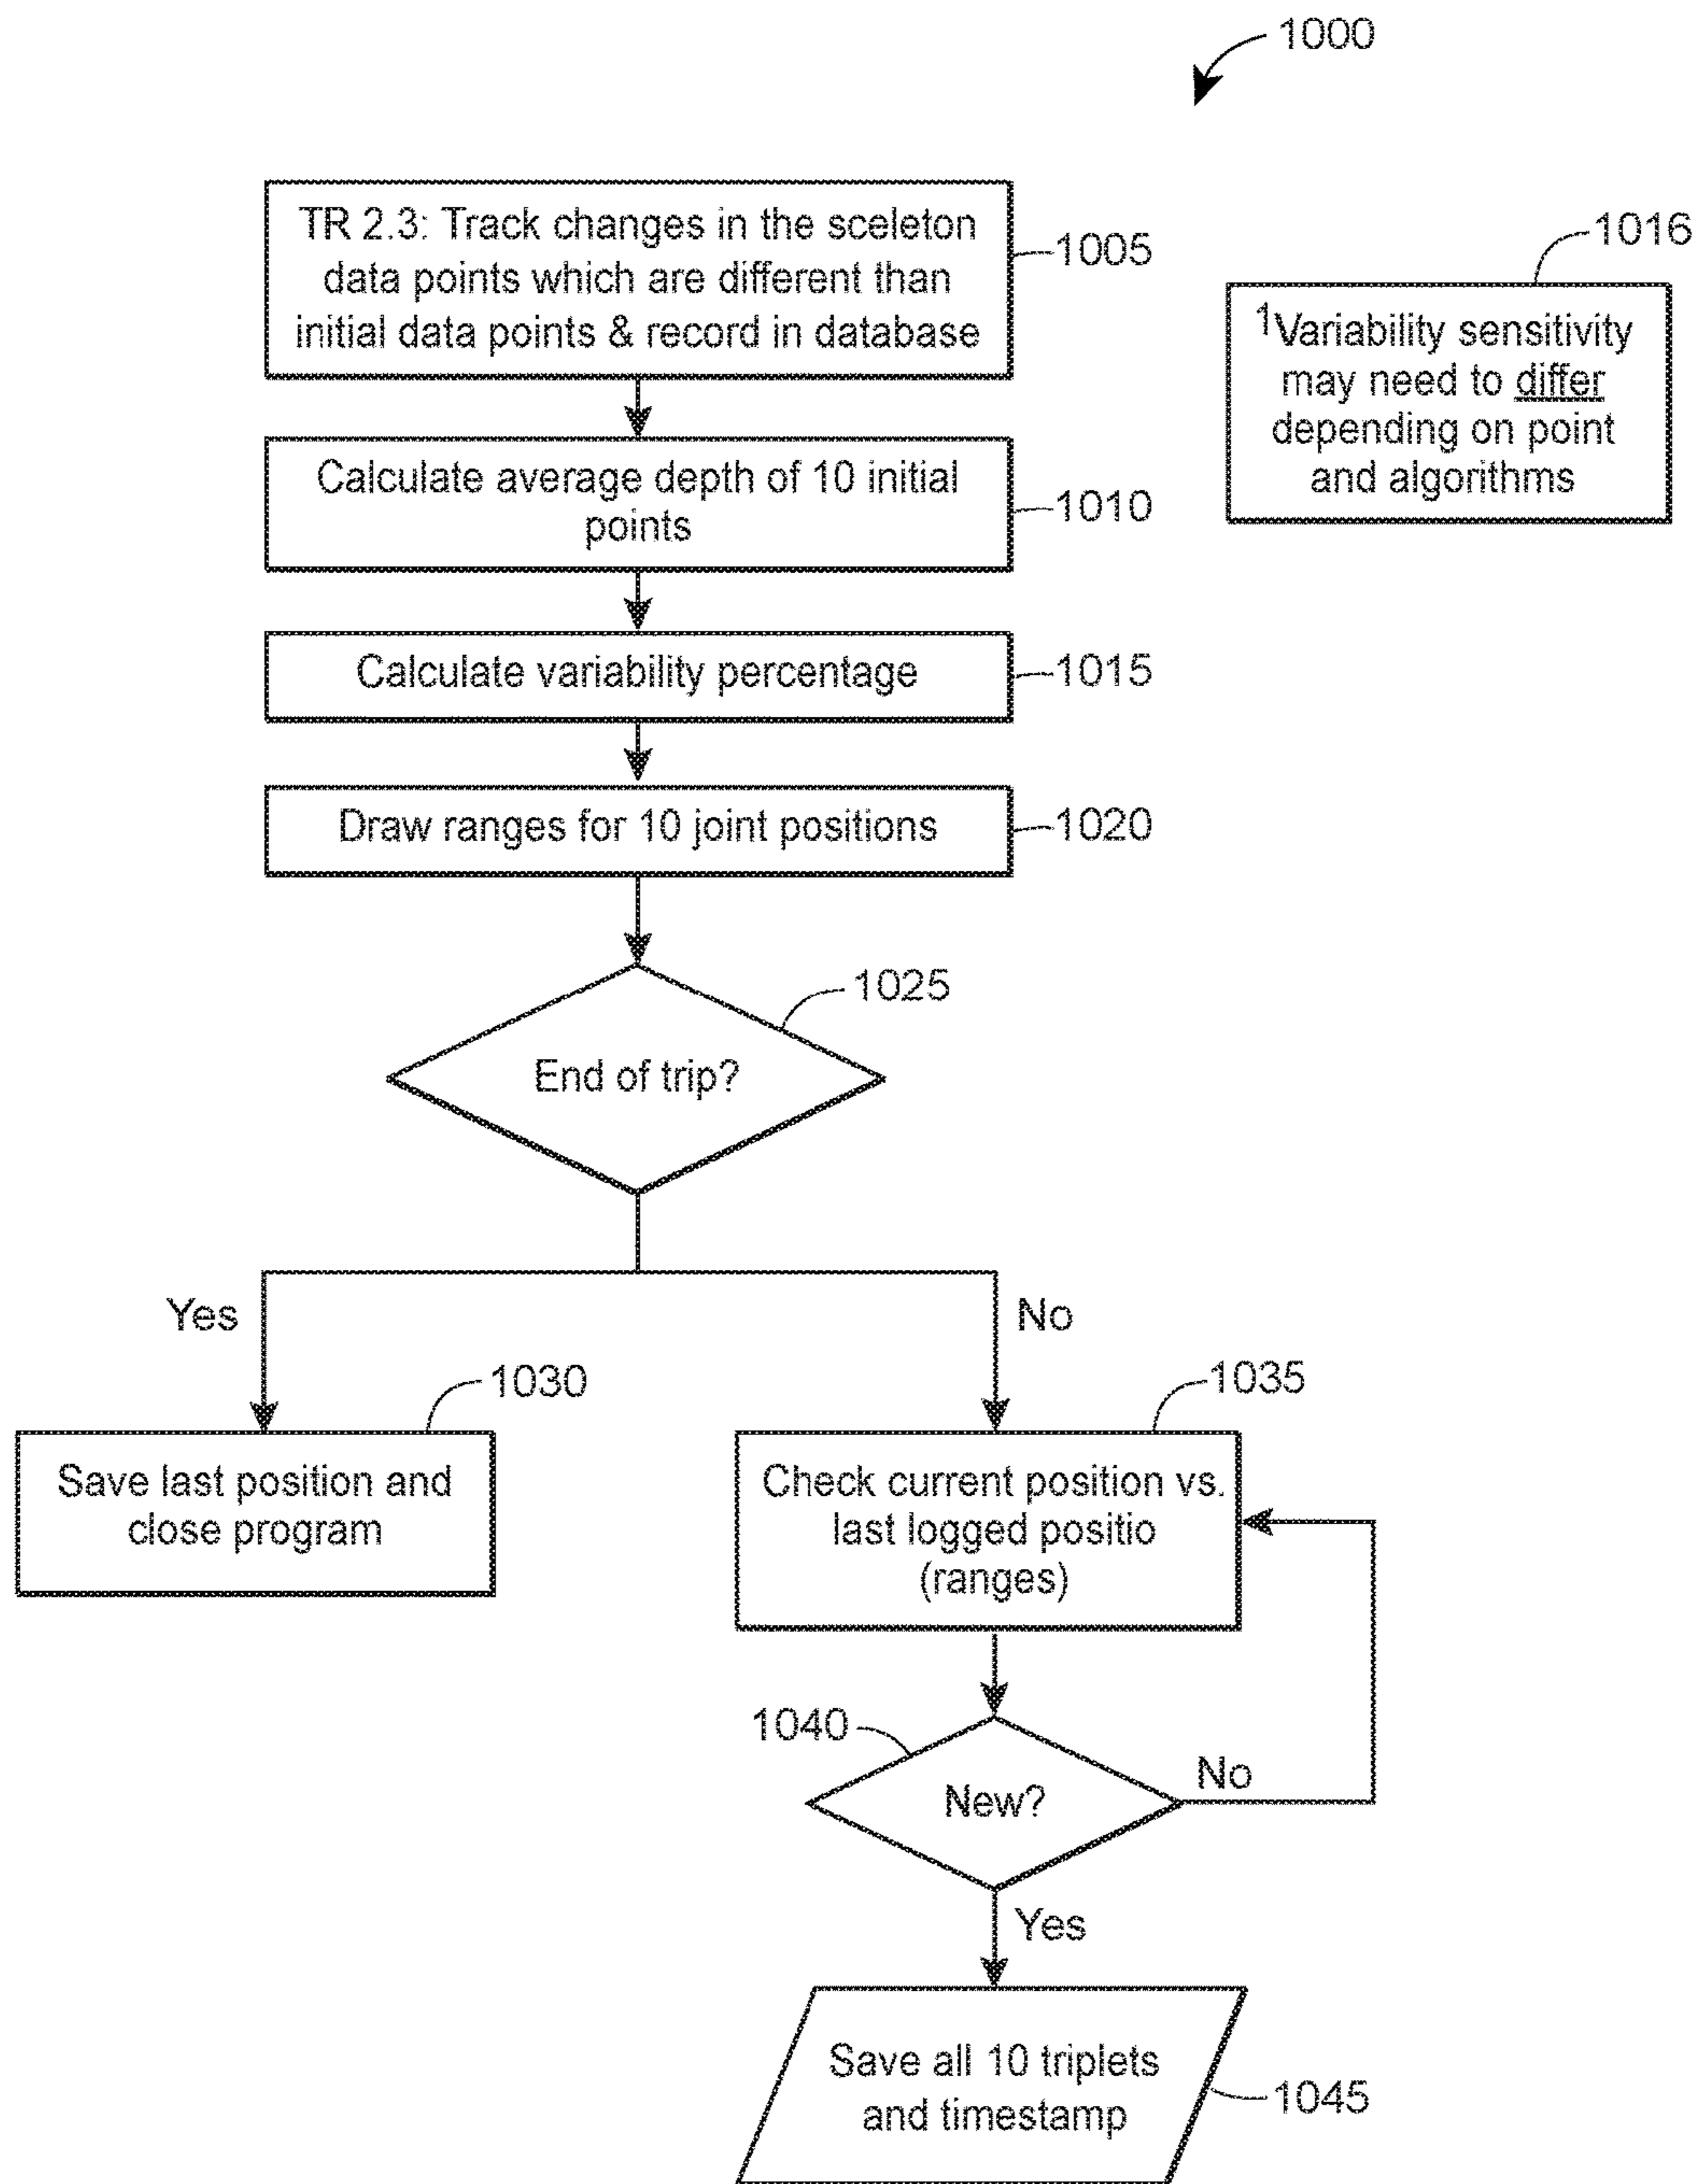 1000
TR 2.3: Track changes in the sceleton
data points which are different than
initial data points & record in database
1005
1016
¹Variability sensitivity
may need to differ
depending on point
and algorithms
Calculate average depth of 10 initial
points
1010
Calculate variability percentage
1015
Draw ranges for 10 joint positions
1020
1025
End of trip?
Yes
No
1030
1035
Save last position and
close program
Check current position vs.
last logged positio
(ranges)
1040
New?
No
Yes
Save all 10 triplets
and timestamp
1045